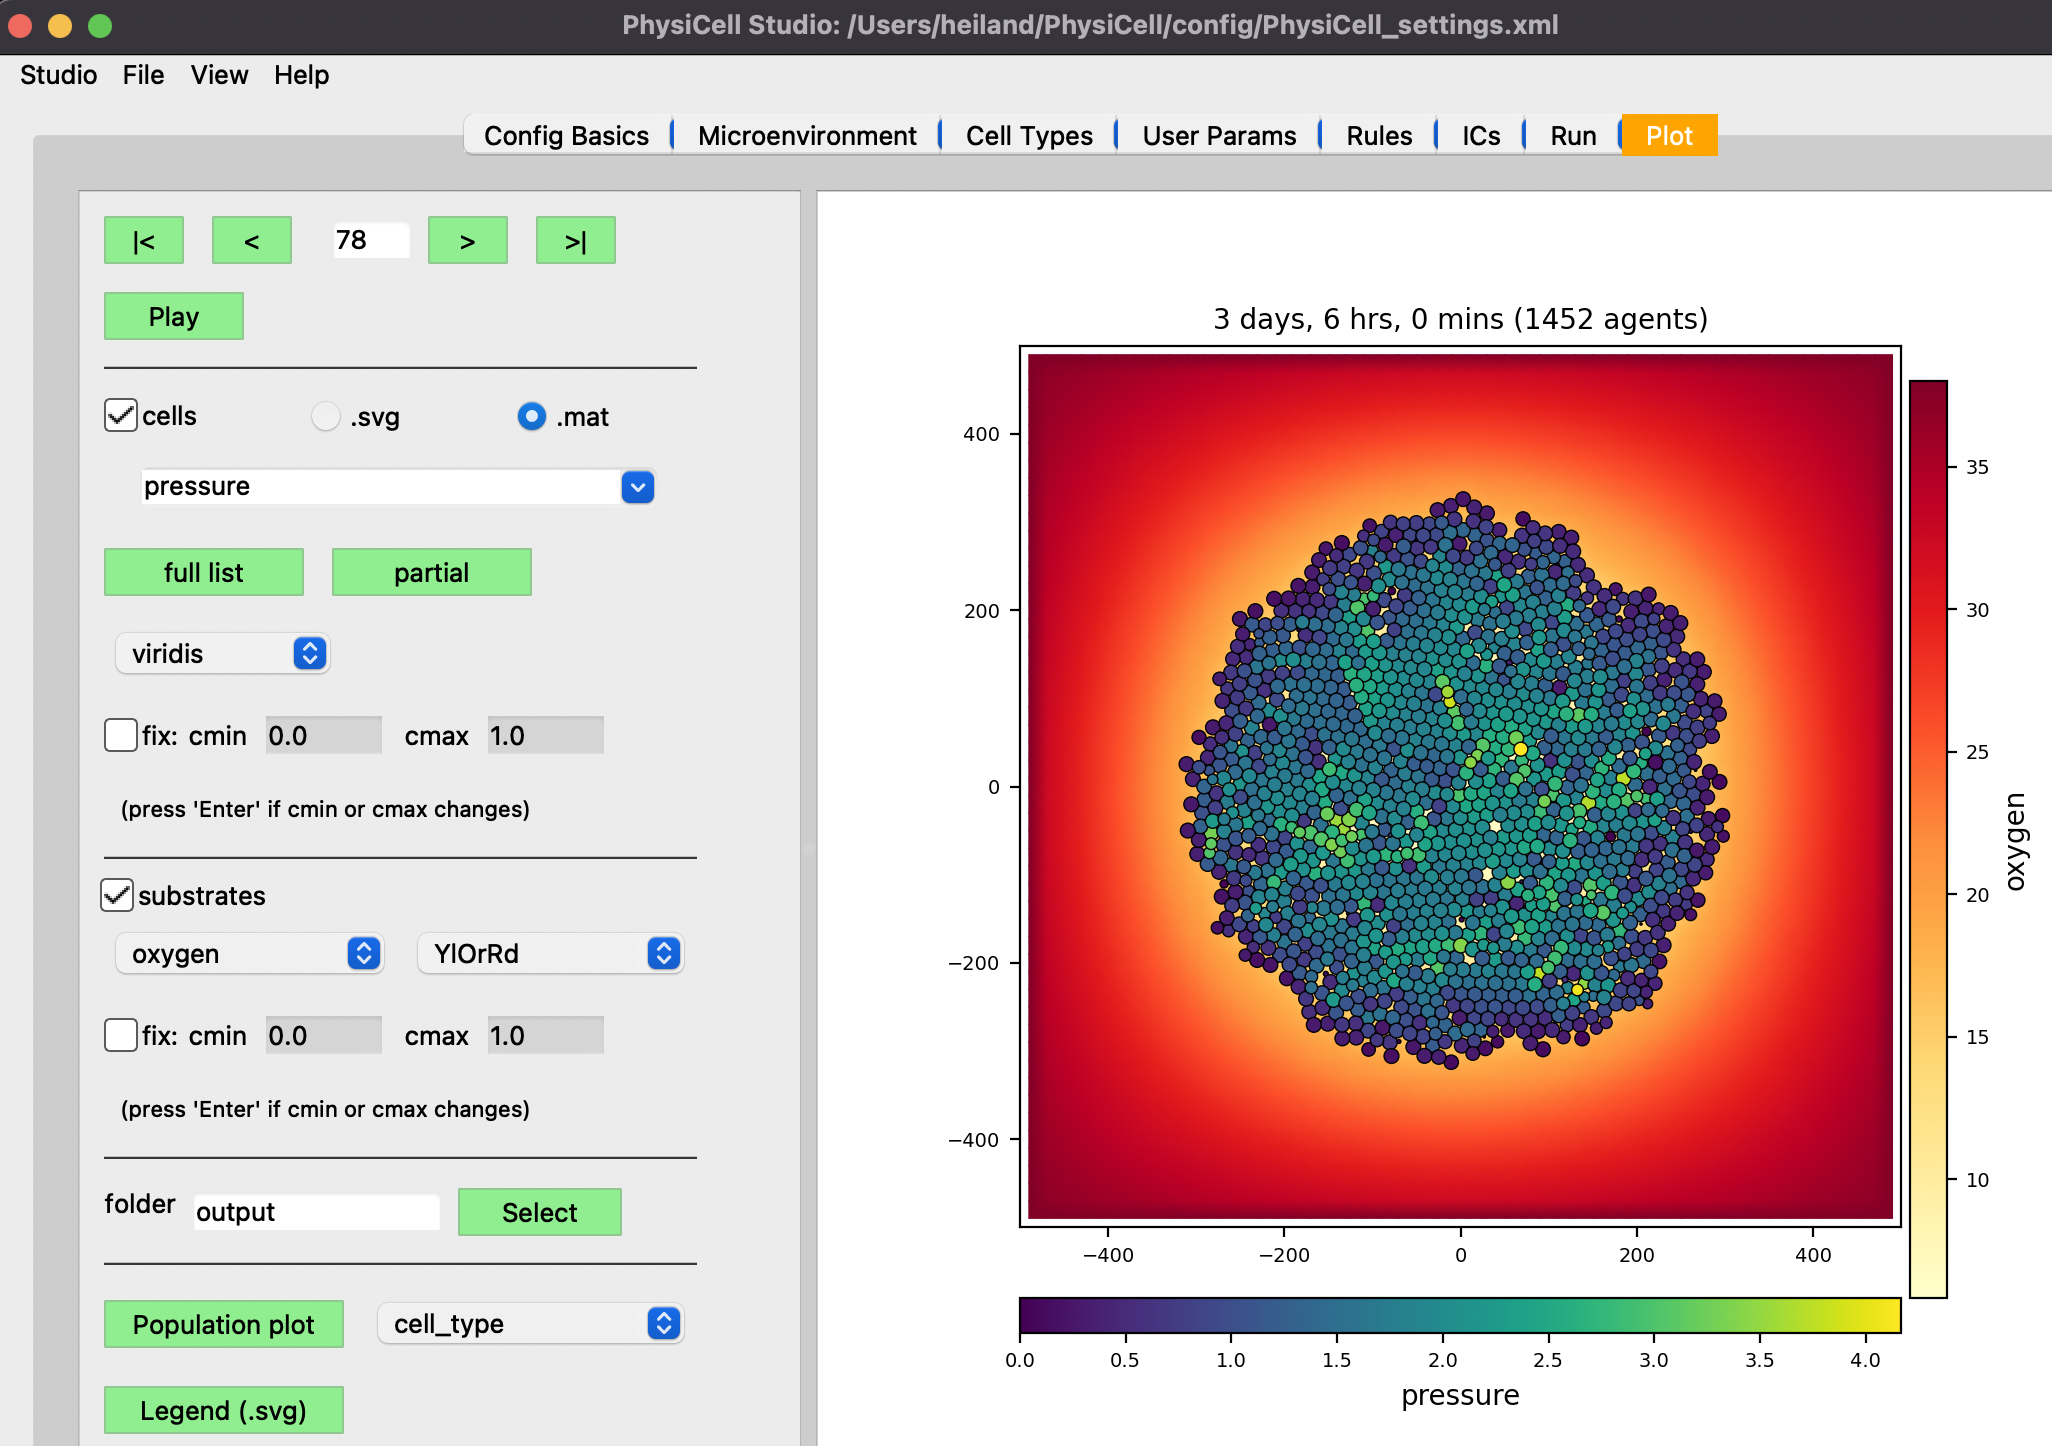 PhysiCell Studio: /Users/heiland/PhysiCell/config/PhysiCell_settings.xml
Studio File View Help
Config Basics Microenvironment Cell Types User Params Rules ICs Run Plot
|< < 78 > >|
Play
cells .svg .mat
pressure
full list partial
viridis
fix: cmin 0.0 cmax 1.0
(press 'Enter' if cmin or cmax changes)
substrates
oxygen YlOrRd
fix: cmin 0.0 cmax 1.0
(press 'Enter' if cmin or cmax changes)
folder output Select
Population plot cell_type
Legend (.svg)
3 days, 6 hrs, 0 mins (1452 agents)
400
200
0
−200
−400
−400 −200 0 200 400
35
30
25
20
15
10
oxygen
0.0 0.5 1.0 1.5 2.0 2.5 3.0 3.5 4.0
pressure